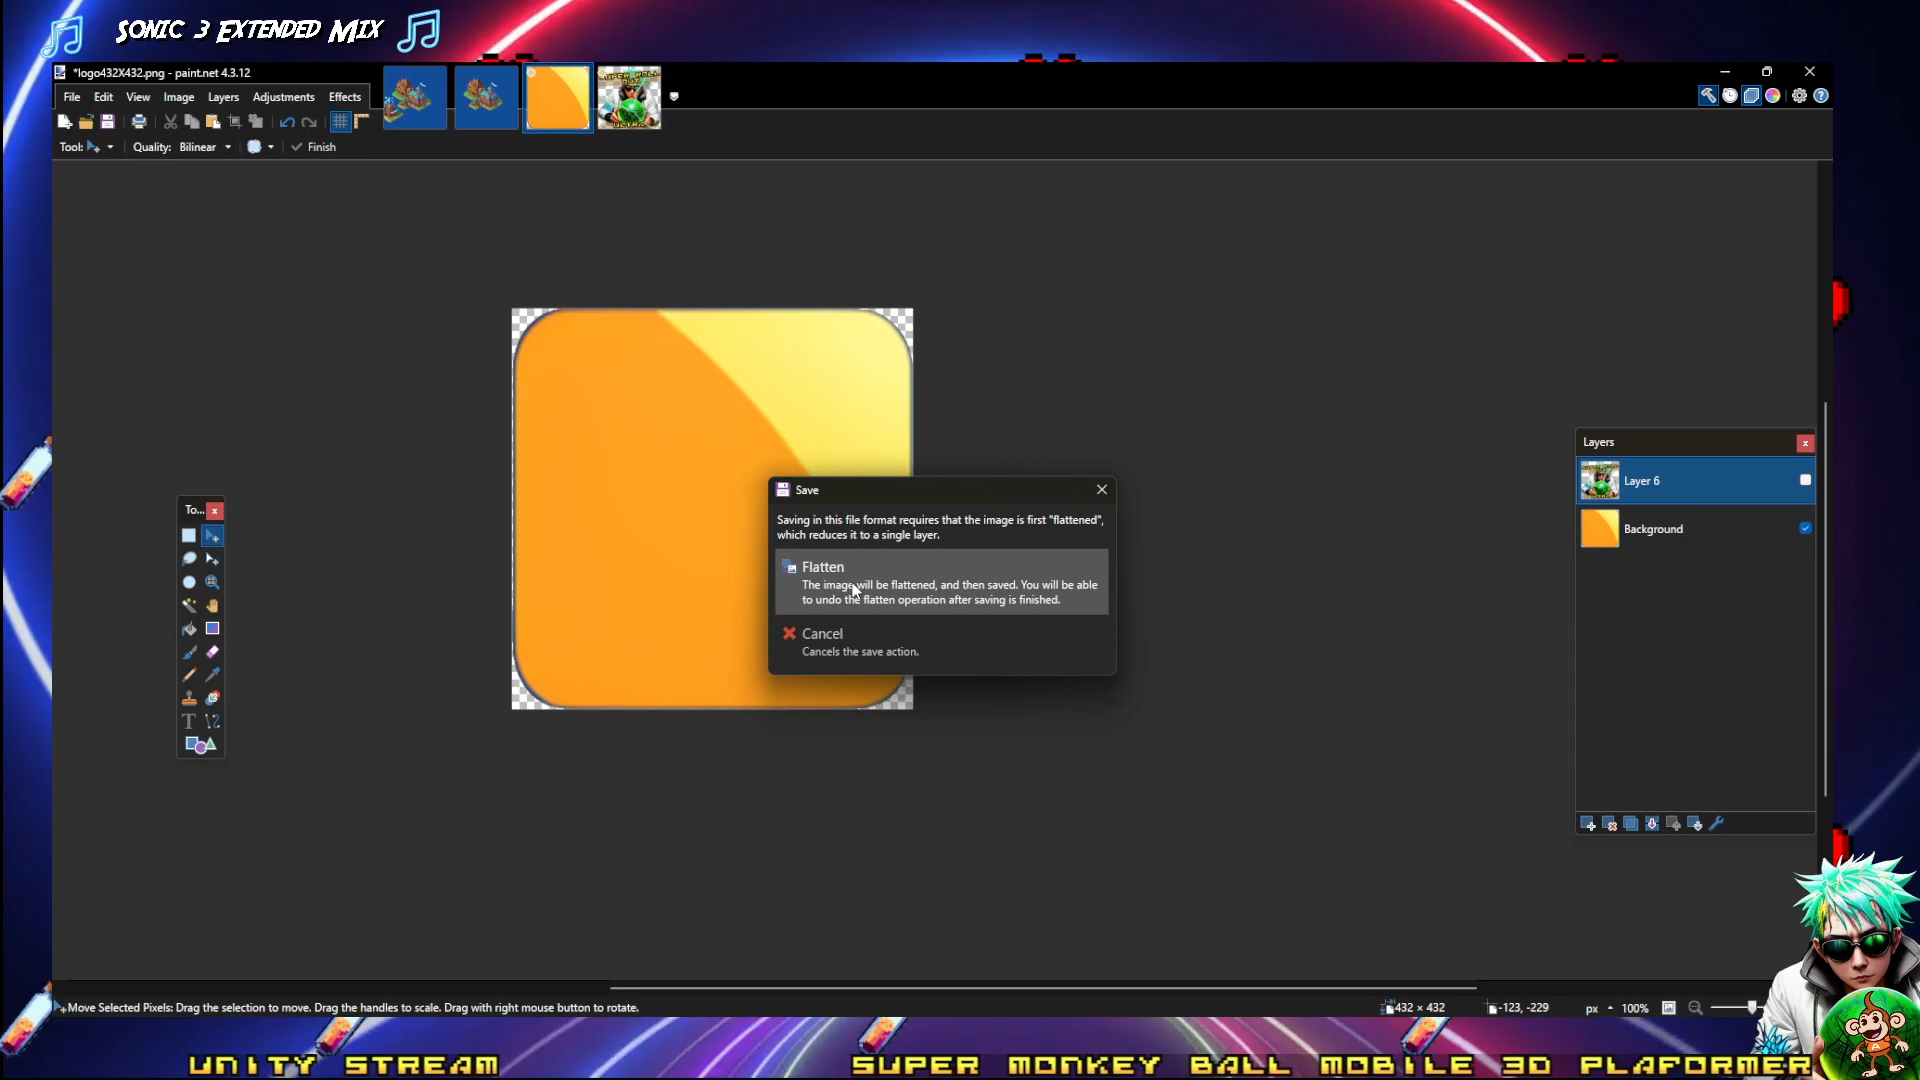 Sonic 3 Extended Mix
*logo432X432.png - paint.net 4.3.12
File Edit View Image Layers Adjustments Effects
Tool: Quality: Bilinear Finish
SUPER ROLL
OUT
ULTRA
Save
Saving in this file format requires that the image is first "flattened",
which reduces it to a single layer.
Flatten
The image will be flattened, and then saved. You will be able
to undo the flatten operation after saving is finished.
Cancel
Cancels the save action.
To...
Layers
Layer 6
Background
Move Selected Pixels: Drag the selection to move. Drag the handles to scale. Drag with right mouse button to rotate.
432 × 432
-123, -229
px
100%
UNITY STREAM
SUPER MONKEY BALL MOBILE 3D PLAFORMER